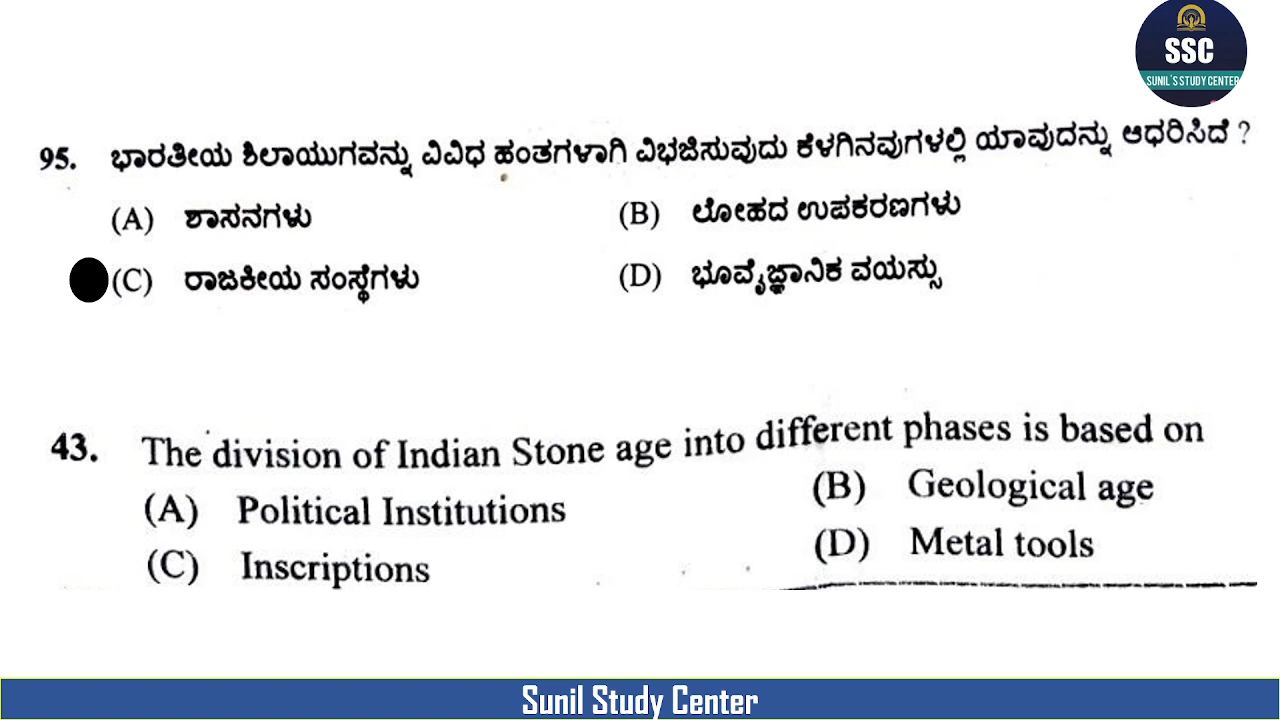 SSC
SUNIL'S STUDY CENTER
95. ಭಾರತೀಯ ಶಿಲಾಯುಗವನ್ನು ವಿವಿಧ ಹಂತಗಳಾಗಿ ವಿಭಜಿಸುವುದು ಕೆಳಗಿನವುಗಳಲ್ಲಿ ಯಾವುದನ್ನು ಆಧರಿಸಿದೆ ?
(A) ಶಾಸನಗಳು (B) ಲೋಹದ ಉಪಕರಣಗಳು
(C) ರಾಜಕೀಯ ಸಂಸ್ಥೆಗಳು (D) ಭೂವೈಜ್ಞಾನಿಕ ವಯಸ್ಸು
43. The division of Indian Stone age into different phases is based on
(A) Political Institutions (B) Geological age
(C) Inscriptions (D) Metal tools
Sunil Study Center